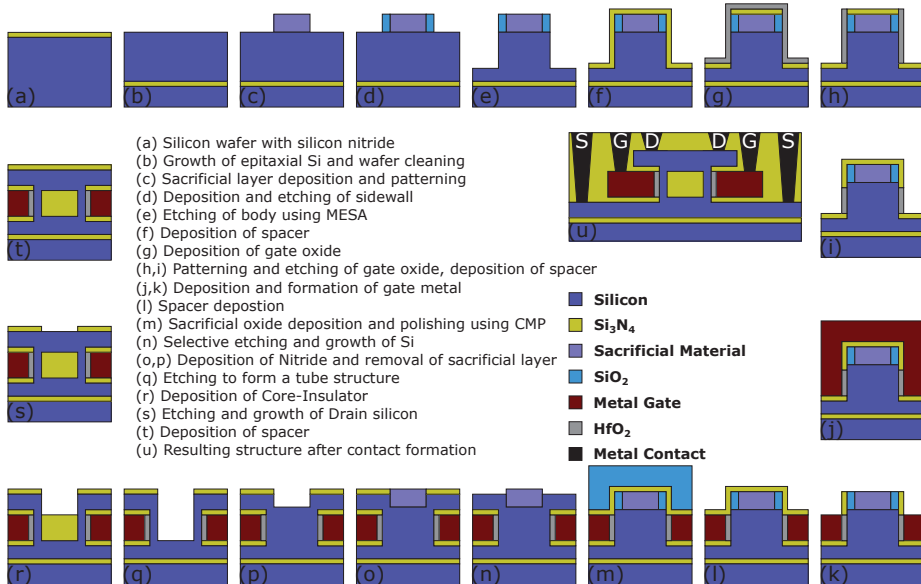 (a)
(b)
(c)
(d)
(e)
(f)
(g)
(h)
(a) Silicon wafer with silicon nitride
(b) Growth of epitaxial Si and wafer cleaning
(c) Sacrificial layer deposition and patterning
(d) Deposition and etching of sidewall
(e) Etching of body using MESA
(f) Deposition of spacer
(g) Deposition of gate oxide
(h,i) Patterning and etching of gate oxide, deposition of spacer
(j,k) Deposition and formation of gate metal
(l) Spacer depostion
(m) Sacrificial oxide deposition and polishing using CMP
(n) Selective etching and growth of Si
(o,p) Deposition of Nitride and removal of sacrificial layer
(q) Etching to form a tube structure
(r) Deposition of Core-Insulator
(s) Etching and growth of Drain silicon
(t) Deposition of spacer
(u) Resulting structure after contact formation
S G D D G S
(u)
(t)
(i)
Silicon
Si₃N₄
Sacrificial Material
SiO₂
Metal Gate
HfO₂
Metal Contact
(s)
(j)
(r)
(q)
(p)
(o)
(n)
(m)
(l)
(k)